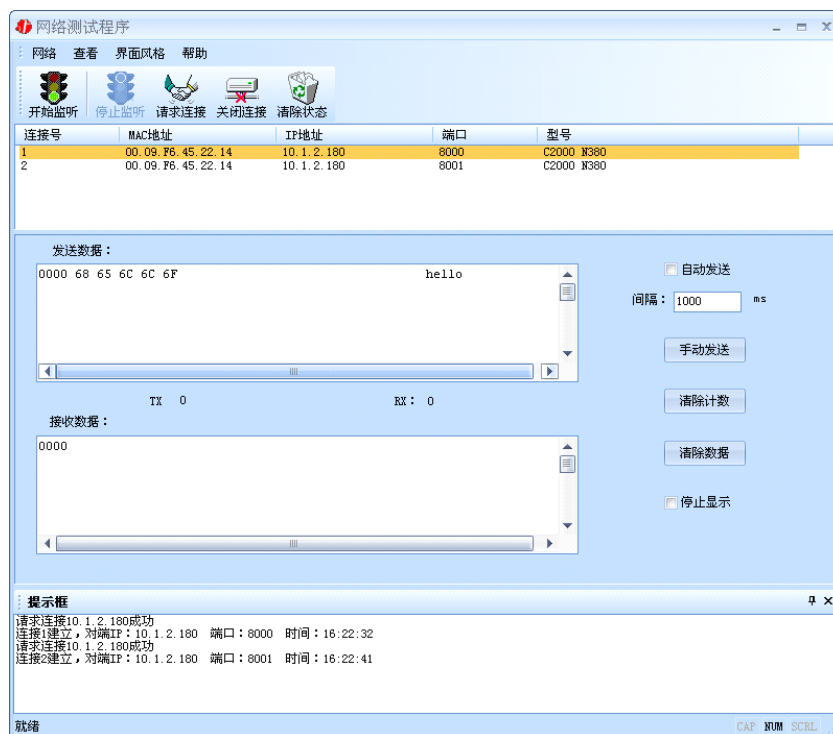 网络测试程序
网络 查看 界面风格 帮助
开始监听 停止监听 请求连接 关闭连接 清除状态
连接号 MAC地址 IP地址 端口 型号
1 00.09.F6.45.22.14 10.1.2.180 8000 C2000 N380
2 00.09.F6.45.22.14 10.1.2.180 8001 C2000 N380
发送数据：
0000 68 65 6C 6C 6F hello
自动发送
间隔： 1000 ms
手动发送
TX 0 RX： 0
清除计数
接收数据：
0000
清除数据
停止显示
提示框
请求连接10.1.2.180成功
连接1建立，对端IP：10.1.2.180 端口：8000 时间：16:22:32
请求连接10.1.2.180成功
连接2建立，对端IP：10.1.2.180 端口：8001 时间：16:22:41
就绪 CAP NUM SCRL